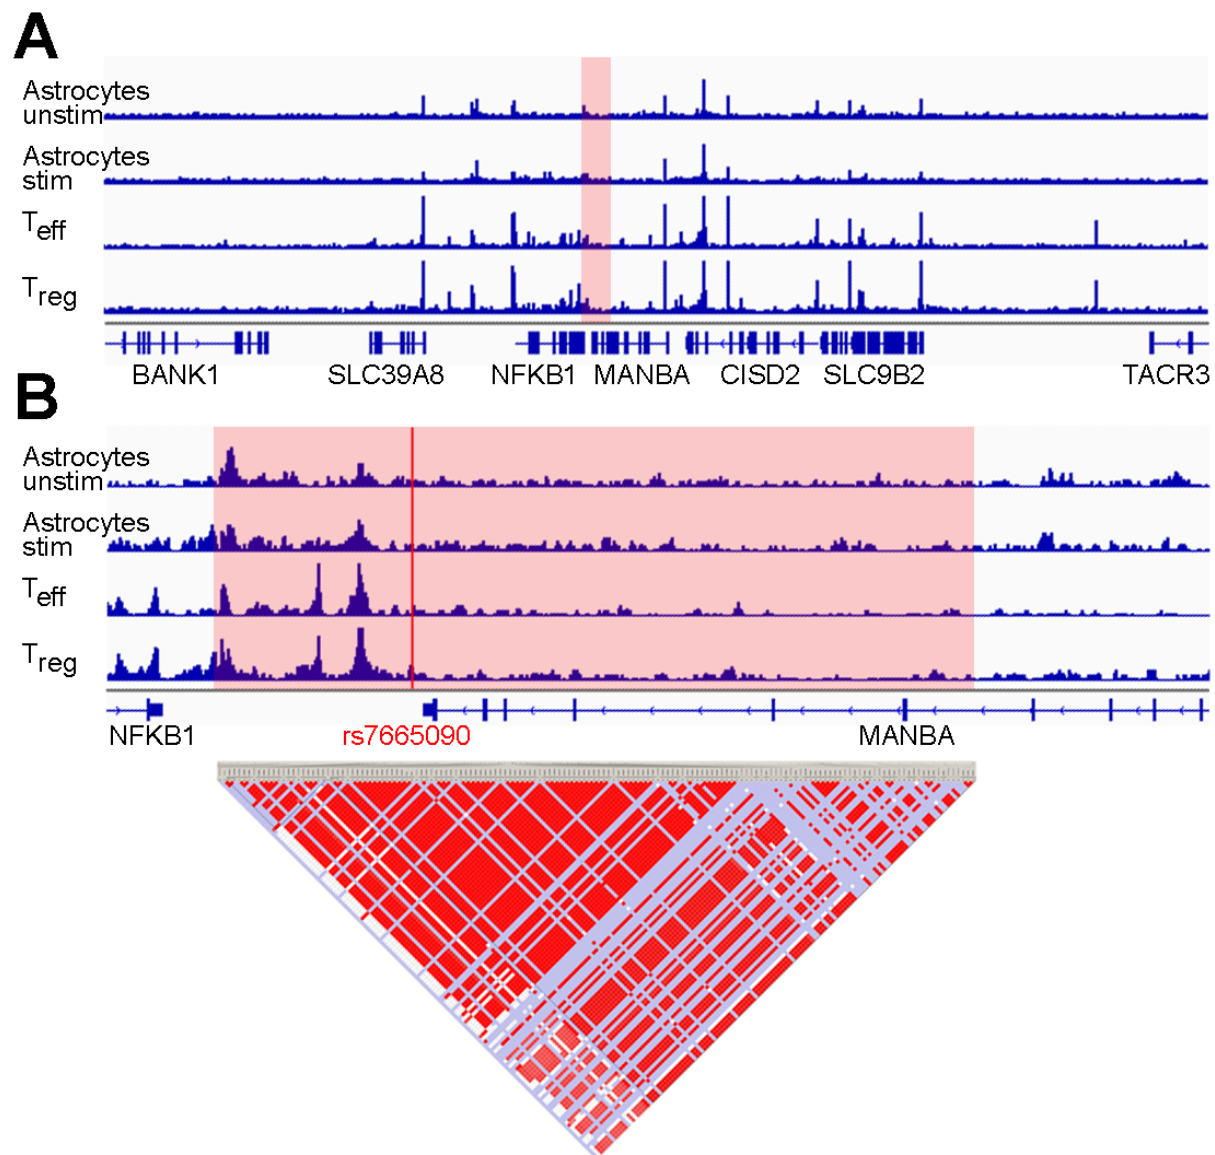 A
Astrocytes
unstim
Astrocytes
stim
Teff
Treg
BANK1 SLC39A8 NFKB1 MANBA CISD2 SLC9B2 TACR3
B
Astrocytes
unstim
Astrocytes
stim
Teff
Treg
NFKB1 rs7665090 MANBA